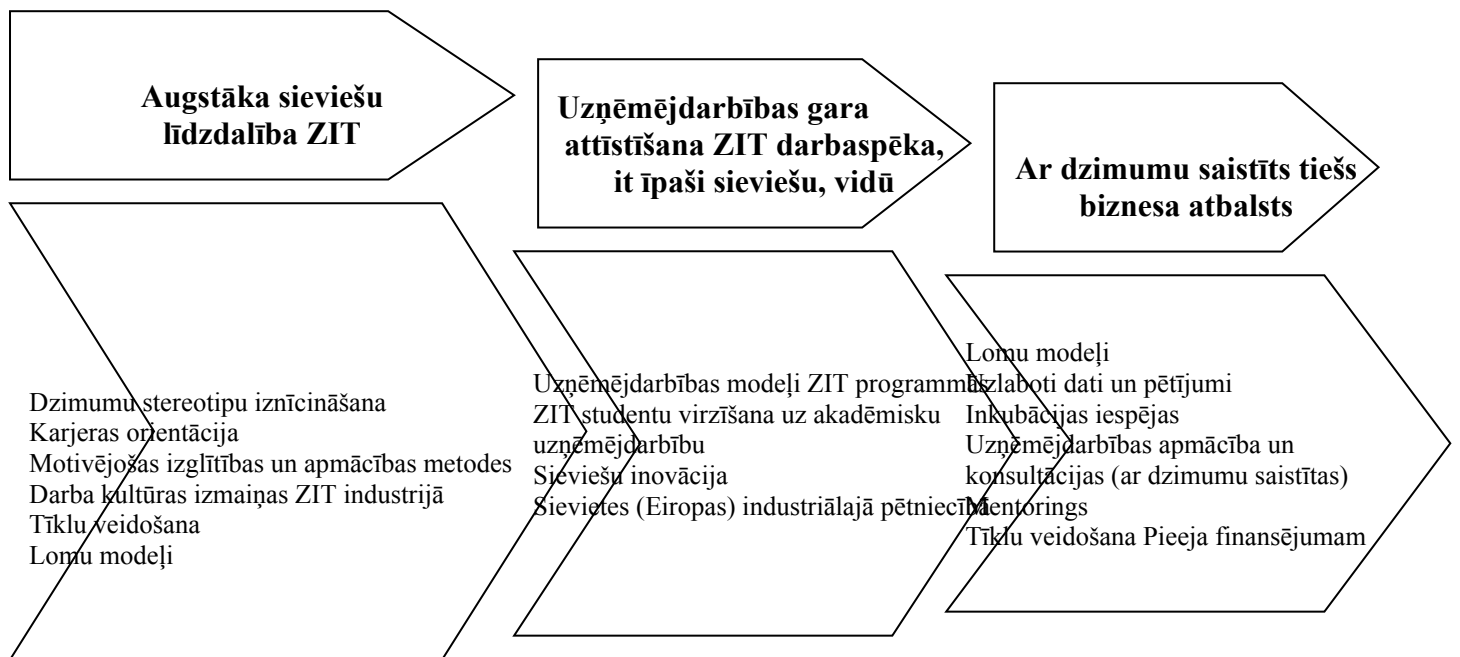 Augstāka sieviešu
līdzdalība ZIT
Uzņēmējdarbības gara
attīstīšana ZIT darbaspēka,
it īpaši sieviešu, vidū
Ar dzimumu saistīts tiešs
biznesa atbalsts
Dzimumu stereotipu iznīcināšana
Karjeras orientācija
Motivējošas izglītības un apmācības metodes
Darba kultūras izmaiņas ZIT industrijā
Tīklu veidošana
Lomu modeļi
Uzņēmējdarbības modeļi ZIT programmās
ZIT studentu virzīšana uz akadēmisku
uzņēmējdarbību
Sieviešu inovācija
Sievietes (Eiropas) industriālajā pētniecībā
Lomu modeļi
Uzlaboti dati un pētījumi
Inkubācijas iespējas
Uzņēmējdarbības apmācība un
konsultācijas (ar dzimumu saistītas)
Mentorings
Tīklu veidošana Pieeja finansējumam